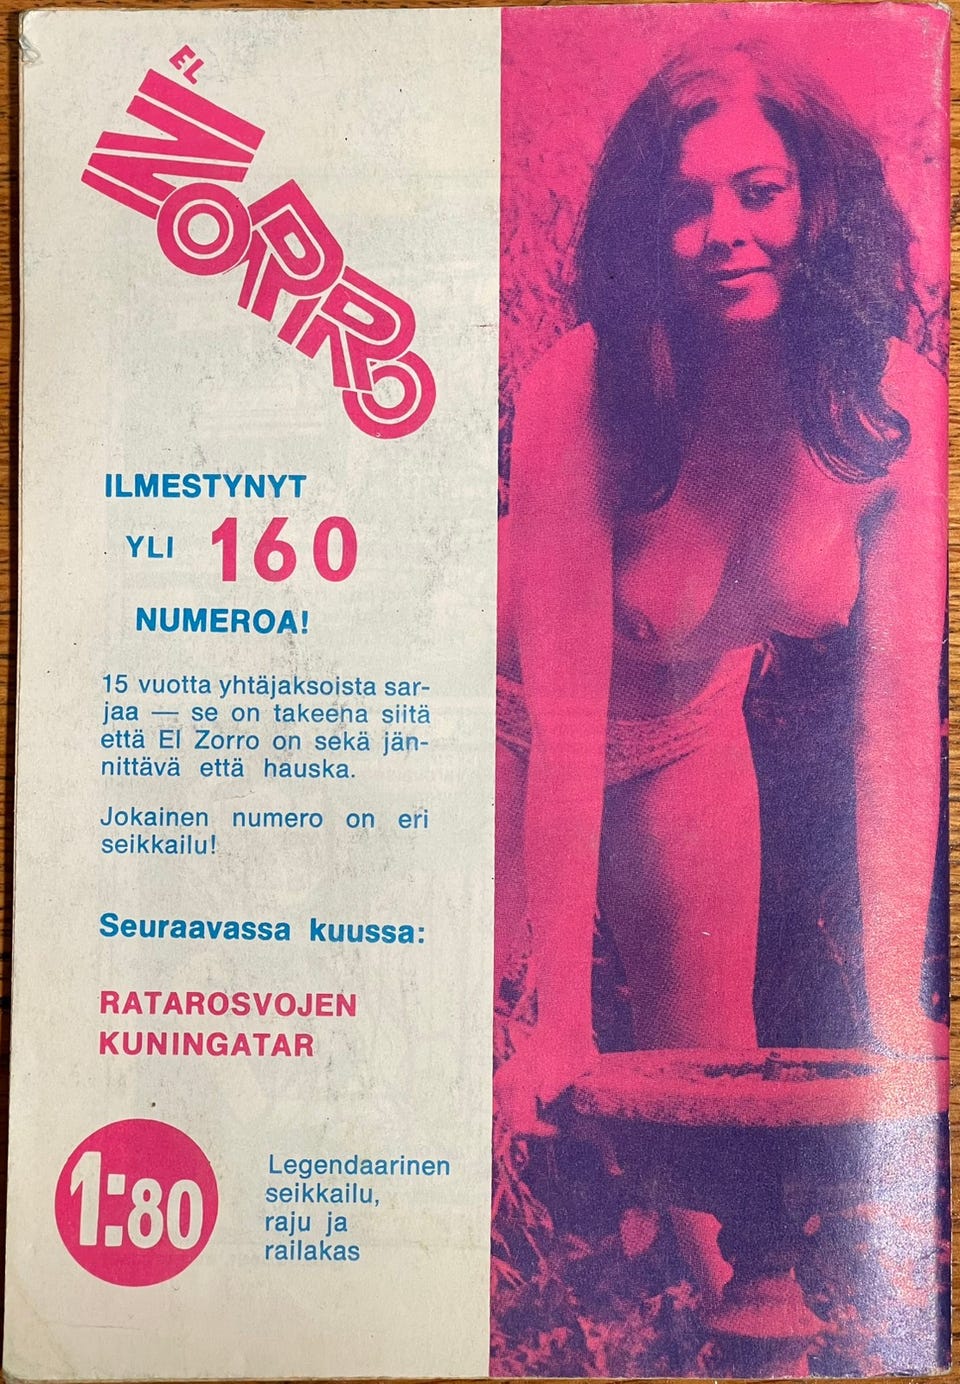 EL
ZORRO
ILMESTYNYT
YLI 160
NUMEROA!
15 vuotta yhtäjaksoista sar-
jaa — se on takeena siitä
että El Zorro on sekä jän-
nittävä että hauska.
Jokainen numero on eri
seikkailu!
Seuraavassa kuussa:
RATAROSVOJEN
KUNINGATAR
1:80
Legendaarinen
seikkailu,
raju ja
railakas